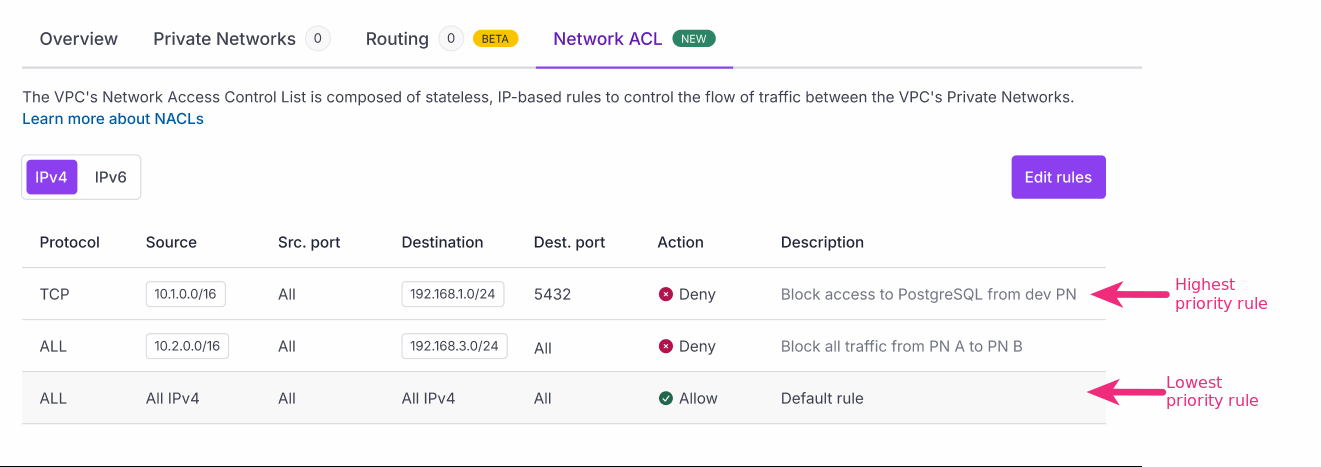 Overview Private Networks 0 Routing 0 BETA Network ACL NEW
The VPC's Network Access Control List is composed of stateless, IP-based rules to control the flow of traffic between the VPC's Private Networks.
Learn more about NACLs
IPv4 IPv6 Edit rules
Protocol Source Src. port Destination Dest. port Action Description
TCP 10.1.0.0/16 All 192.168.1.0/24 5432 Deny Block access to PostgreSQL from dev PN
Highest
priority rule
ALL 10.2.0.0/16 All 192.168.3.0/24 All Deny Block all traffic from PN A to PN B
ALL All IPv4 All All IPv4 All Allow Default rule
Lowest
priority rule